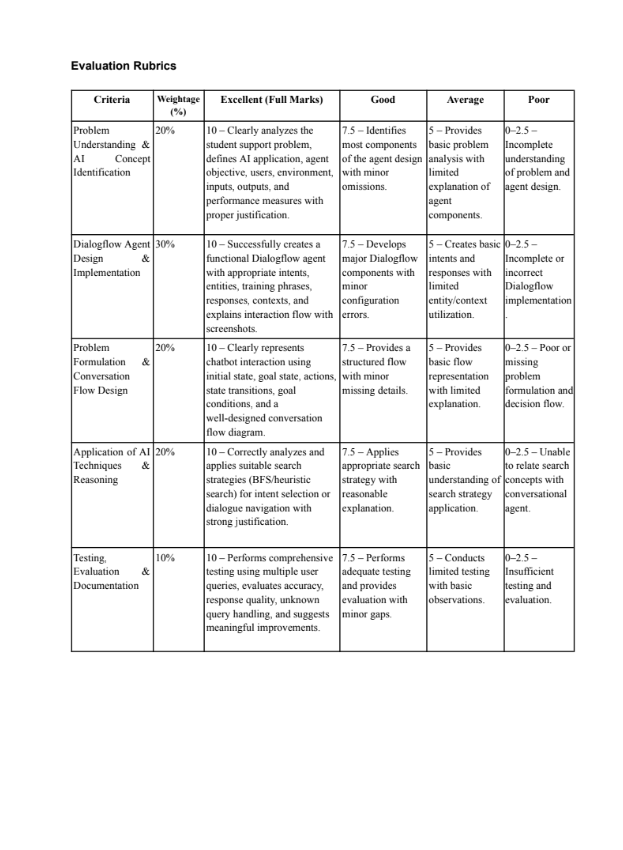 Evaluation Rubrics
Criteria
Weightage
(%)
Excellent (Full Marks)
Good
Average
Poor
Problem
Understanding &
AI Concept
Identification
20%
10 – Clearly analyzes the
student support problem,
defines AI application, agent
objective, users, environment,
inputs, outputs, and
performance measures with
proper justification.
7.5 – Identifies
most components
of the agent design
with minor
omissions.
5 – Provides
basic problem
analysis with
limited
explanation of
agent
components.
0–2.5 –
Incomplete
understanding
of problem and
agent design.
Dialogflow Agent
Design &
Implementation
30%
10 – Successfully creates a
functional Dialogflow agent
with appropriate intents,
entities, training phrases,
responses, contexts, and
explains interaction flow with
screenshots.
7.5 – Develops
major Dialogflow
components with
minor
configuration
errors.
5 – Creates basic
intents and
responses with
limited
entity/context
utilization.
0–2.5 –
Incomplete or
incorrect
Dialogflow
implementation
.
Problem
Formulation &
Conversation
Flow Design
20%
10 – Clearly represents
chatbot interaction using
initial state, goal state, actions,
state transitions, goal
conditions, and a
well-designed conversation
flow diagram.
7.5 – Provides a
structured flow
with minor
missing details.
5 – Provides
basic flow
representation
with limited
explanation.
0–2.5 – Poor or
missing
problem
formulation and
decision flow.
Application of AI
Techniques &
Reasoning
20%
10 – Correctly analyzes and
applies suitable search
strategies (BFS/heuristic
search) for intent selection or
dialogue navigation with
strong justification.
7.5 – Applies
appropriate search
strategy with
reasonable
explanation.
5 – Provides
basic
understanding of
search strategy
application.
0–2.5 – Unable
to relate search
concepts with
conversational
agent.
Testing,
Evaluation &
Documentation
10%
10 – Performs comprehensive
testing using multiple user
queries, evaluates accuracy,
response quality, unknown
query handling, and suggests
meaningful improvements.
7.5 – Performs
adequate testing
and provides
evaluation with
minor gaps.
5 – Conducts
limited testing
with basic
observations.
0–2.5 –
Insufficient
testing and
evaluation.